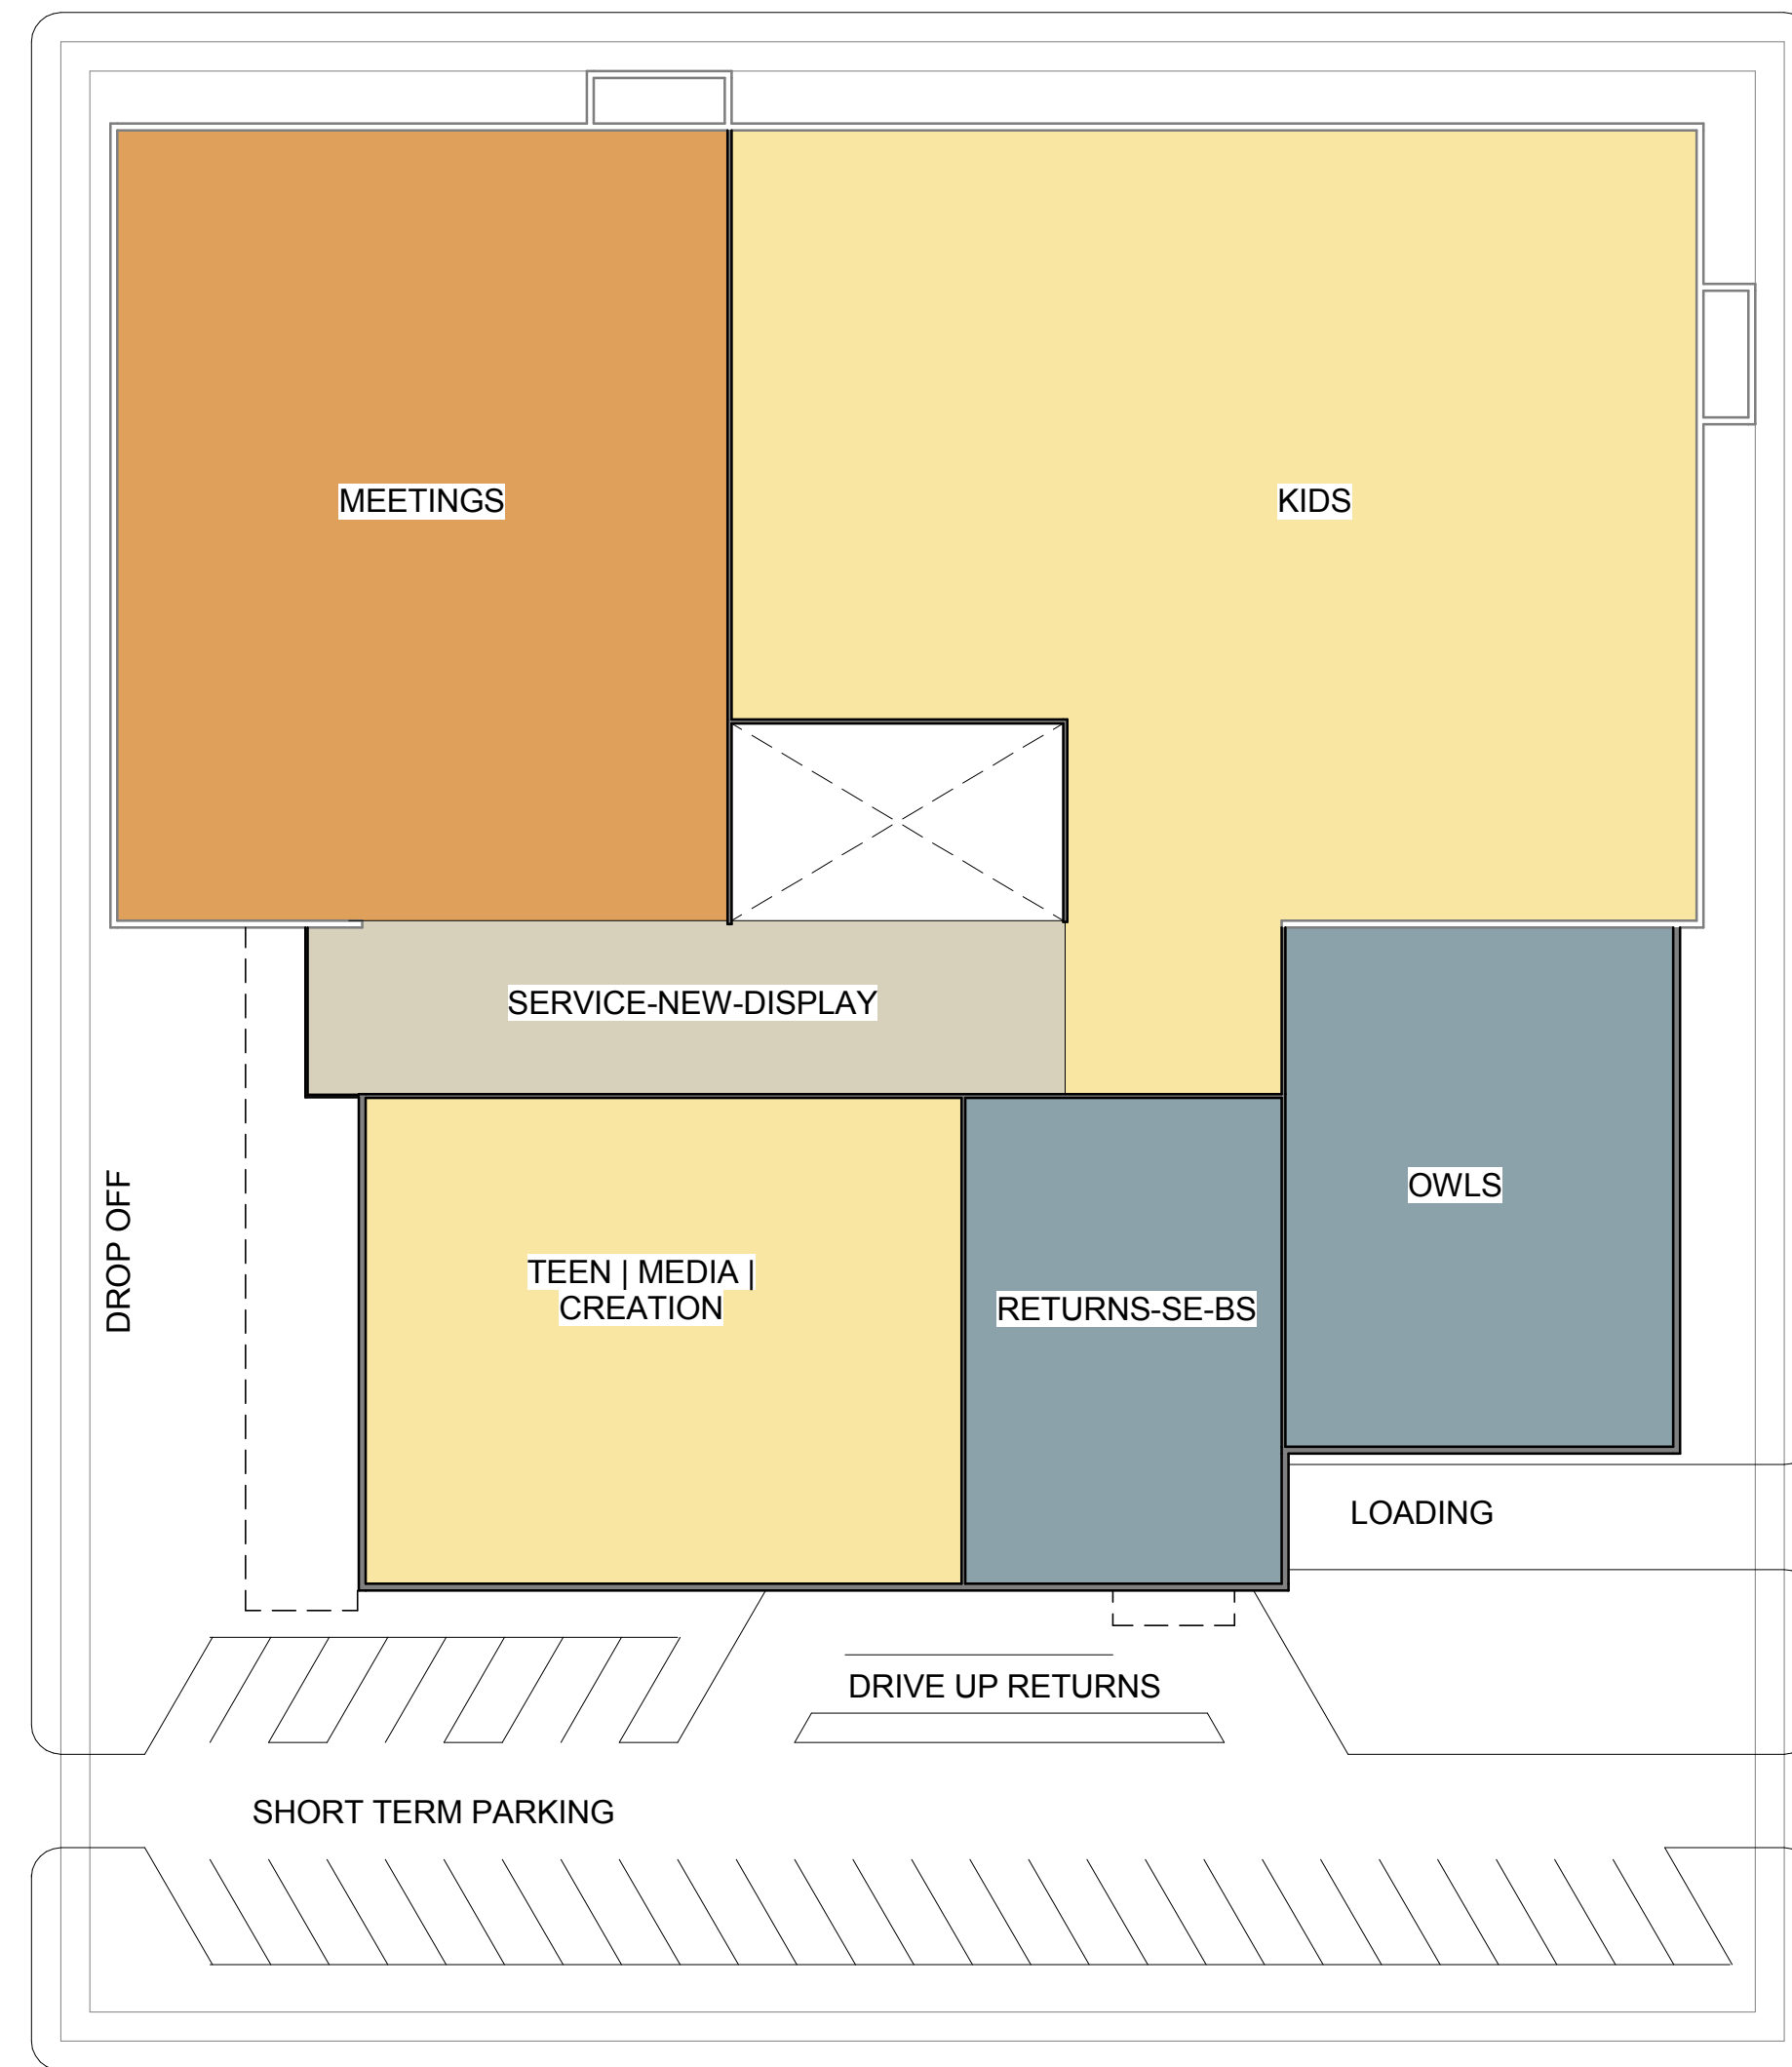 MEETINGS
KIDS
SERVICE-NEW-DISPLAY
OWLS
DROP OFF
TEEN | MEDIA |
CREATION
RETURNS-SE-BS
LOADING
DRIVE UP RETURNS
SHORT TERM PARKING